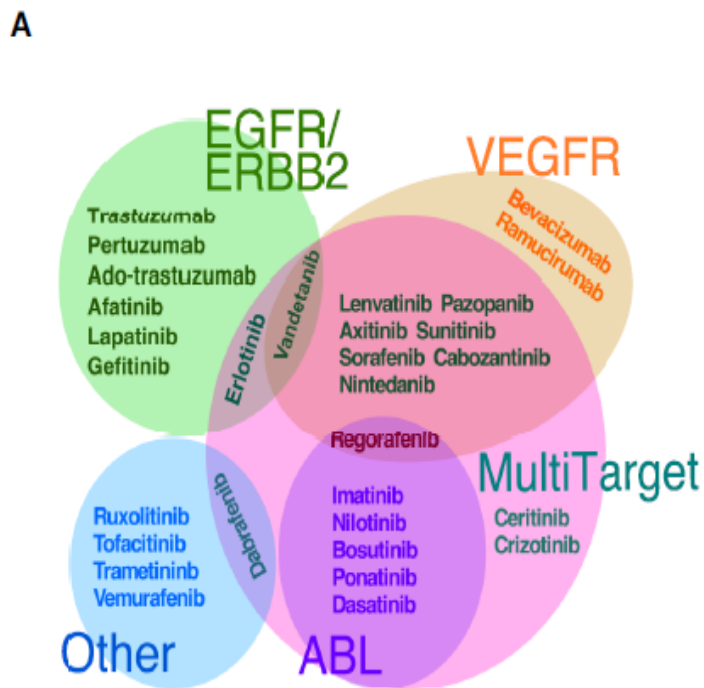 A
EGFR/
ERBB2
VEGFR
Trastuzumab
Pertuzumab
Ado-trastuzumab
Afatinib
Lapatinib
Gefitinib
Erlotinib
Vandetanib
Bevacizumab
Ramucirumab
Lenvatinib Pazopanib
Axitinib Sunitinib
Sorafenib Cabozantinib
Nintedanib
Regorafenib
MultiTarget
Ceritinib
Crizotinib
Dabrafenib
Imatinib
Nilotinib
Bosutinib
Ponatinib
Dasatinib
Ruxolitinib
Tofacitinib
Trametininb
Vemurafenib
Other
ABL